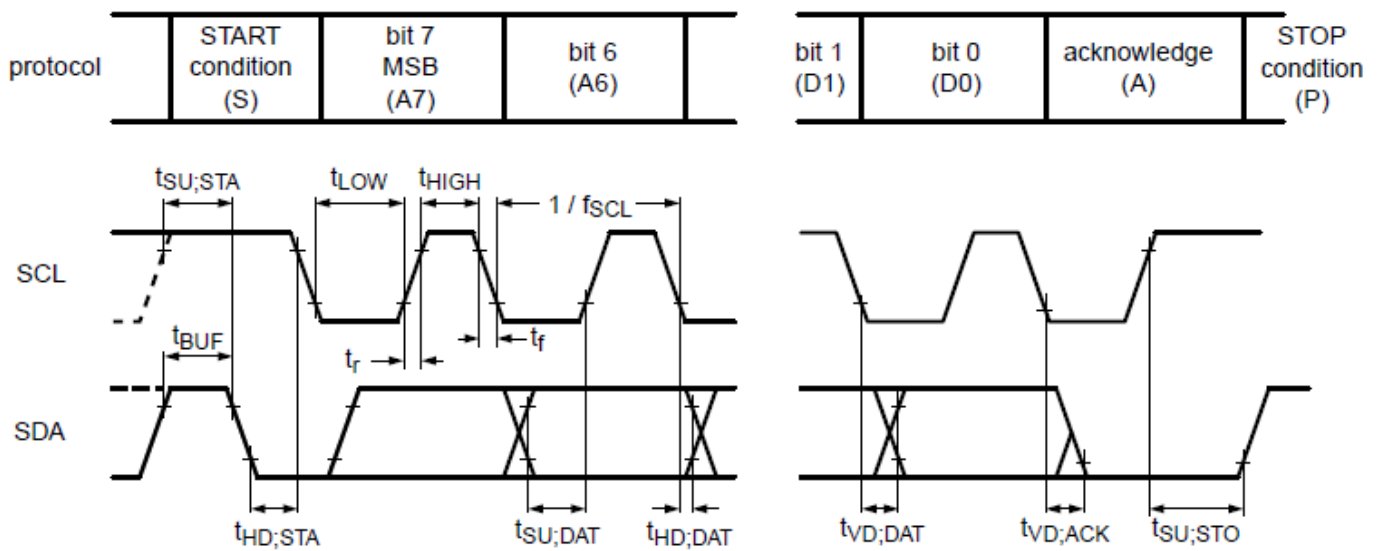 protocol
START
condition
(S)
bit 7
MSB
(A7)
bit 6
(A6)
bit 1
(D1)
bit 0
(D0)
acknowledge
(A)
STOP
condition
(P)
tSU;STA
tLOW
tHIGH
1 / fSCL
SCL
tBUF
tr
tf
SDA
tHD;STA
tSU;DAT
tHD;DAT
tVD;DAT
tVD;ACK
tSU;STO